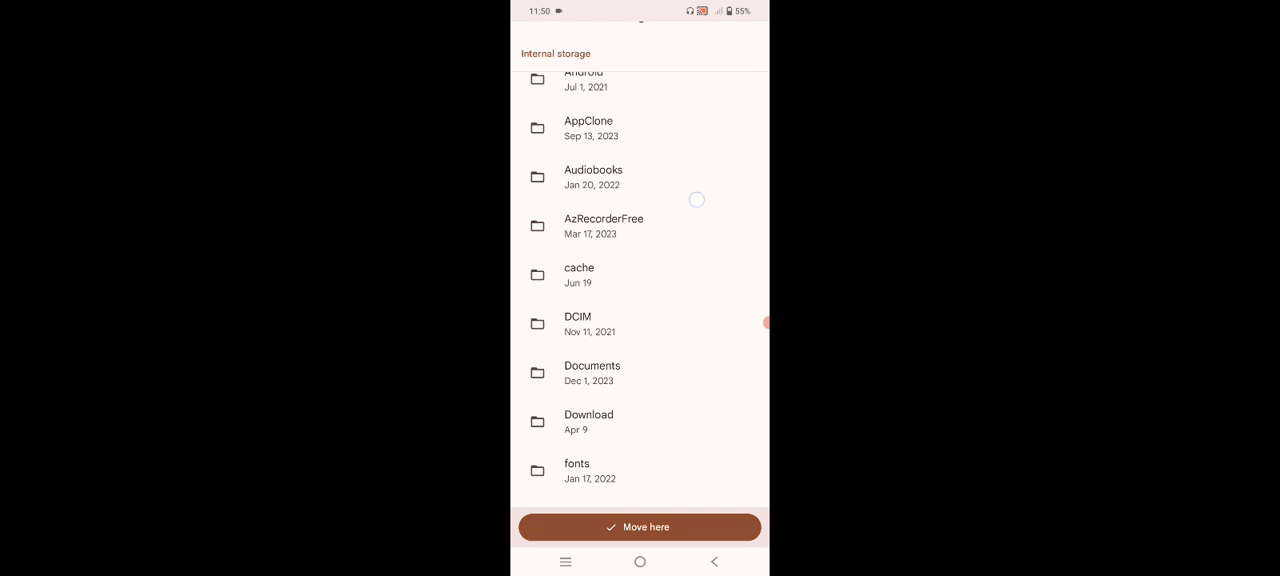 11:50
55%
Internal storage
Android
Jul 1, 2021
AppClone
Sep 13, 2023
Audiobooks
Jan 20, 2022
AzRecorderFree
Mar 17, 2023
cache
Jun 19
DCIM
Nov 11, 2021
Documents
Dec 1, 2023
Download
Apr 9
fonts
Jan 17, 2022
Move here